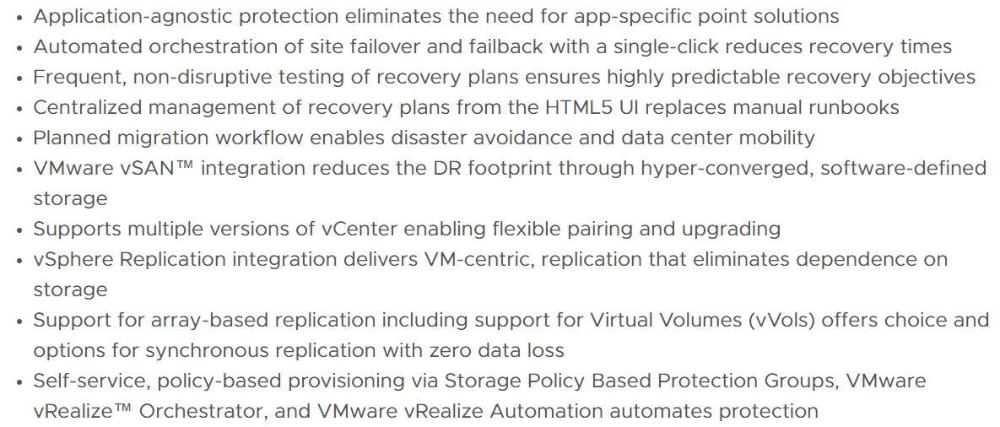 • Application-agnostic protection eliminates the need for app-specific point solutions
• Automated orchestration of site failover and failback with a single-click reduces recovery times
• Frequent, non-disruptive testing of recovery plans ensures highly predictable recovery objectives
• Centralized management of recovery plans from the HTML5 UI replaces manual runbooks
• Planned migration workflow enables disaster avoidance and data center mobility
• VMware vSAN™ integration reduces the DR footprint through hyper-converged, software-defined
storage
• Supports multiple versions of vCenter enabling flexible pairing and upgrading
• vSphere Replication integration delivers VM-centric, replication that eliminates dependence on
storage
• Support for array-based replication including support for Virtual Volumes (vVols) offers choice and
options for synchronous replication with zero data loss
• Self-service, policy-based provisioning via Storage Policy Based Protection Groups, VMware
vRealize™ Orchestrator, and VMware vRealize Automation automates protection